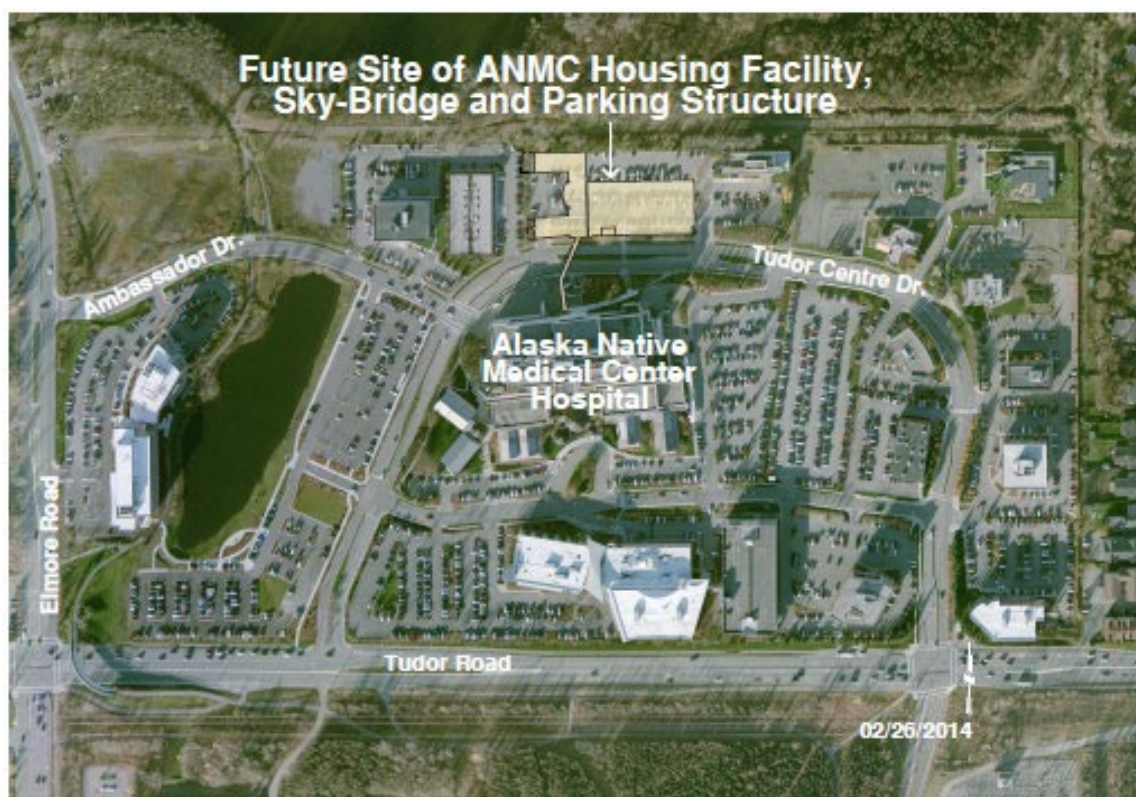 Future Site of ANMC Housing Facility,
Sky-Bridge and Parking Structure
Ambassador Dr.
Tudor Centre Dr.
Alaska Native
Medical Center
Hospital
Elmore Road
Tudor Road
02/26/2014